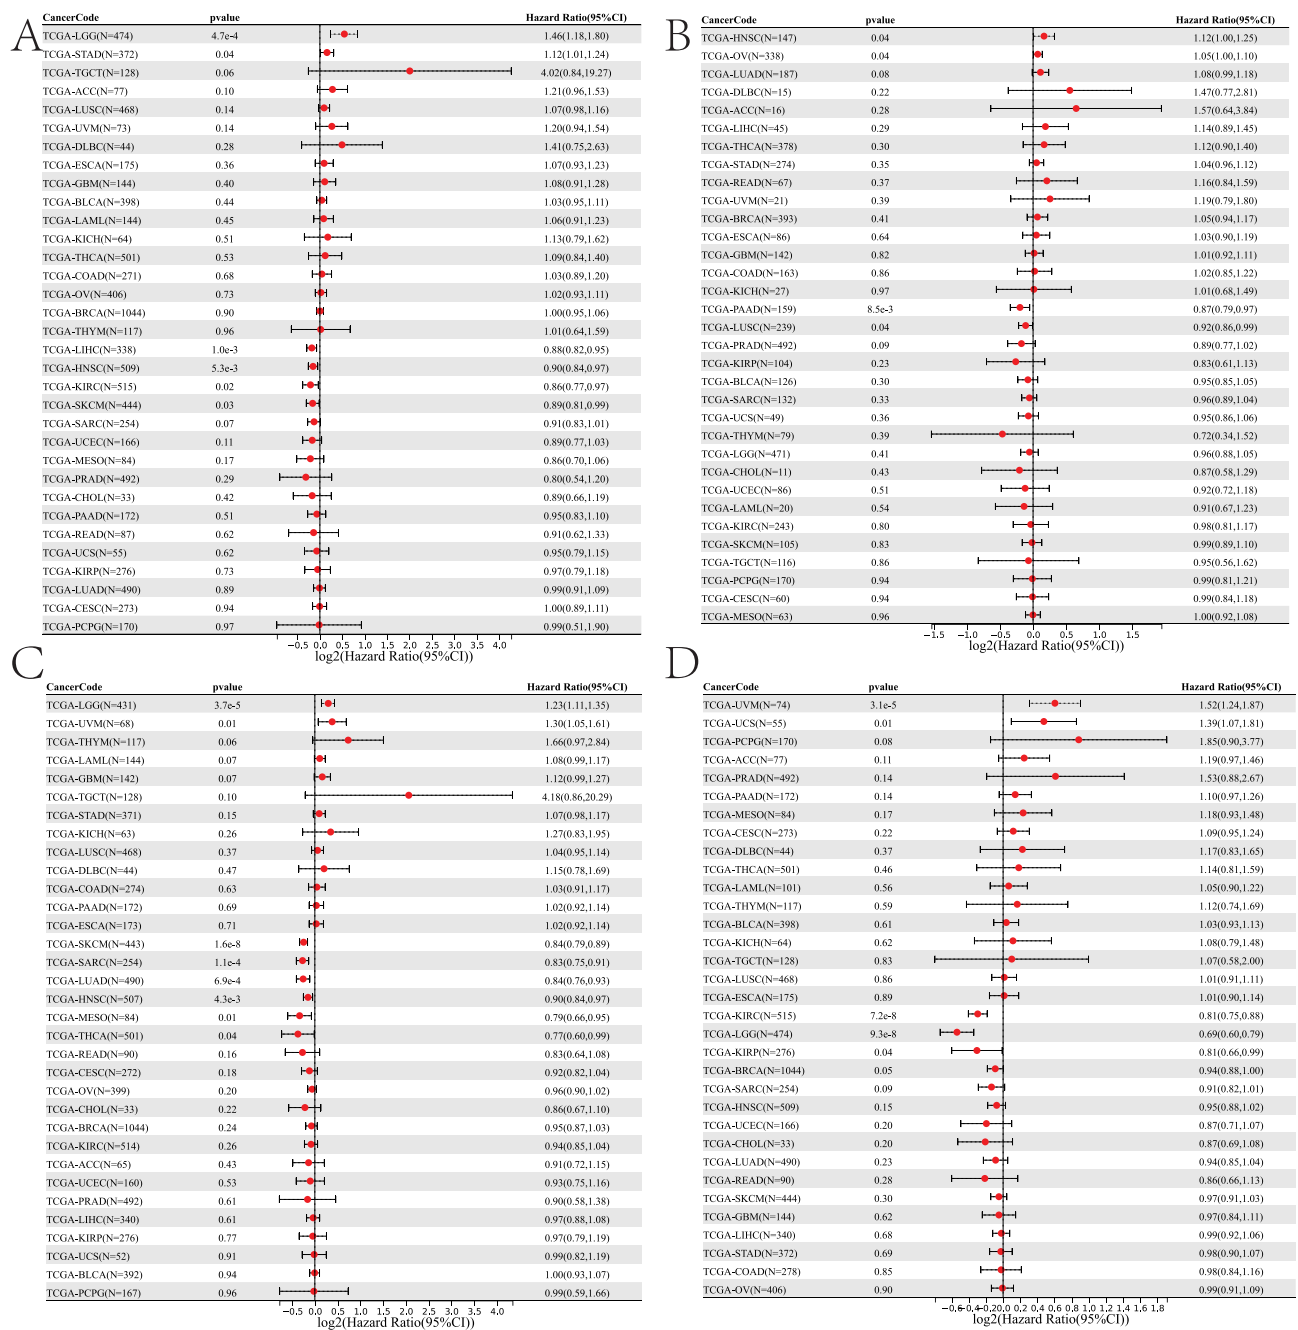 A
CancerCode pvalue Hazard Ratio(95%CI)
TCGA-LGG(N=474) 4.7e-4 1.46(1.18,1.80)
TCGA-STAD(N=372) 0.04 1.12(1.01,1.24)
TCGA-TGCT(N=128) 0.06 4.02(0.84,19.27)
TCGA-ACC(N=77) 0.10 1.21(0.96,1.53)
TCGA-LUSC(N=468) 0.14 1.07(0.98,1.16)
TCGA-UVM(N=73) 0.14 1.20(0.94,1.54)
TCGA-DLBC(N=44) 0.28 1.41(0.75,2.63)
TCGA-ESCA(N=175) 0.36 1.07(0.93,1.23)
TCGA-GBM(N=144) 0.40 1.08(0.91,1.28)
TCGA-BLCA(N=398) 0.44 1.03(0.95,1.11)
TCGA-LAML(N=144) 0.45 1.06(0.91,1.23)
TCGA-KICH(N=64) 0.51 1.13(0.79,1.62)
TCGA-THCA(N=501) 0.53 1.09(0.84,1.40)
TCGA-COAD(N=271) 0.68 1.03(0.89,1.20)
TCGA-OV(N=406) 0.73 1.02(0.93,1.11)
TCGA-BRCA(N=1044) 0.90 1.00(0.95,1.06)
TCGA-THYM(N=117) 0.96 1.01(0.64,1.59)
TCGA-LIHC(N=338) 1.0e-3 0.88(0.82,0.95)
TCGA-HNSC(N=509) 5.3e-3 0.90(0.84,0.97)
TCGA-KIRC(N=515) 0.02 0.86(0.77,0.97)
TCGA-SKCM(N=444) 0.03 0.89(0.81,0.99)
TCGA-SARC(N=254) 0.07 0.91(0.83,1.01)
TCGA-UCEC(N=166) 0.11 0.89(0.77,1.03)
TCGA-MESO(N=84) 0.17 0.86(0.70,1.06)
TCGA-PRAD(N=492) 0.29 0.80(0.54,1.20)
TCGA-CHOL(N=33) 0.42 0.89(0.66,1.19)
TCGA-PAAD(N=172) 0.51 0.95(0.83,1.10)
TCGA-READ(N=87) 0.62 0.91(0.62,1.33)
TCGA-UCS(N=55) 0.62 0.95(0.79,1.15)
TCGA-KIRP(N=276) 0.73 0.97(0.79,1.18)
TCGA-LUAD(N=490) 0.89 0.99(0.91,1.09)
TCGA-CESC(N=273) 0.94 1.00(0.89,1.11)
TCGA-PCPG(N=170) 0.97 0.99(0.51,1.90)
−0.5 0.0 0.5 1.0 1.5 2.0 2.5 3.0 3.5 4.0
log2(Hazard Ratio(95%CI))
B
CancerCode pvalue Hazard Ratio(95%CI)
TCGA-HNSC(N=147) 0.04 1.12(1.00,1.25)
TCGA-OV(N=338) 0.04 1.05(1.00,1.10)
TCGA-LUAD(N=187) 0.08 1.08(0.99,1.18)
TCGA-DLBC(N=15) 0.22 1.47(0.77,2.81)
TCGA-ACC(N=16) 0.28 1.57(0.64,3.84)
TCGA-LIHC(N=45) 0.29 1.14(0.89,1.45)
TCGA-THCA(N=378) 0.30 1.12(0.90,1.40)
TCGA-STAD(N=274) 0.35 1.04(0.96,1.12)
TCGA-READ(N=67) 0.37 1.16(0.84,1.59)
TCGA-UVM(N=21) 0.39 1.19(0.79,1.80)
TCGA-BRCA(N=393) 0.41 1.05(0.94,1.17)
TCGA-ESCA(N=86) 0.64 1.03(0.90,1.19)
TCGA-GBM(N=142) 0.82 1.01(0.92,1.11)
TCGA-COAD(N=163) 0.86 1.02(0.85,1.22)
TCGA-KICH(N=27) 0.97 1.01(0.68,1.49)
TCGA-PAAD(N=159) 8.5e-3 0.87(0.79,0.97)
TCGA-LUSC(N=239) 0.04 0.92(0.86,0.99)
TCGA-PRAD(N=492) 0.09 0.89(0.77,1.02)
TCGA-KIRP(N=104) 0.23 0.83(0.61,1.13)
TCGA-BLCA(N=126) 0.30 0.95(0.85,1.05)
TCGA-SARC(N=132) 0.33 0.96(0.89,1.04)
TCGA-UCS(N=49) 0.36 0.95(0.86,1.06)
TCGA-THYM(N=79) 0.39 0.72(0.34,1.52)
TCGA-LGG(N=471) 0.41 0.96(0.88,1.05)
TCGA-CHOL(N=11) 0.43 0.87(0.58,1.29)
TCGA-UCEC(N=86) 0.51 0.92(0.72,1.18)
TCGA-LAML(N=20) 0.54 0.91(0.67,1.23)
TCGA-KIRC(N=243) 0.80 0.98(0.81,1.17)
TCGA-SKCM(N=105) 0.83 0.99(0.89,1.10)
TCGA-TGCT(N=116) 0.86 0.95(0.56,1.62)
TCGA-PCPG(N=170) 0.94 0.99(0.81,1.21)
TCGA-CESC(N=60) 0.94 0.99(0.84,1.18)
TCGA-MESO(N=63) 0.96 1.00(0.92,1.08)
−1.5 −1.0 −0.5 0.0 0.5 1.0 1.5
log2(Hazard Ratio(95%CI))
C
CancerCode pvalue Hazard Ratio(95%CI)
TCGA-LGG(N=431) 3.7e-5 1.23(1.11,1.35)
TCGA-UVM(N=68) 0.01 1.30(1.05,1.61)
TCGA-THYM(N=117) 0.06 1.66(0.97,2.84)
TCGA-LAML(N=144) 0.07 1.08(0.99,1.17)
TCGA-GBM(N=142) 0.07 1.12(0.99,1.27)
TCGA-TGCT(N=128) 0.10 4.18(0.86,20.29)
TCGA-STAD(N=371) 0.15 1.07(0.98,1.17)
TCGA-KICH(N=63) 0.26 1.27(0.83,1.95)
TCGA-LUSC(N=468) 0.37 1.04(0.95,1.14)
TCGA-DLBC(N=44) 0.47 1.15(0.78,1.69)
TCGA-COAD(N=274) 0.63 1.03(0.91,1.17)
TCGA-PAAD(N=172) 0.69 1.02(0.92,1.14)
TCGA-ESCA(N=173) 0.71 1.02(0.92,1.14)
TCGA-SKCM(N=443) 1.6e-8 0.84(0.79,0.89)
TCGA-SARC(N=254) 1.1e-4 0.83(0.75,0.91)
TCGA-LUAD(N=490) 6.9e-4 0.84(0.76,0.93)
TCGA-HNSC(N=507) 4.3e-3 0.90(0.84,0.97)
TCGA-MESO(N=84) 0.01 0.79(0.66,0.95)
TCGA-THCA(N=501) 0.04 0.77(0.60,0.99)
TCGA-READ(N=90) 0.16 0.83(0.64,1.08)
TCGA-CESC(N=272) 0.18 0.92(0.82,1.04)
TCGA-OV(N=399) 0.20 0.96(0.90,1.02)
TCGA-CHOL(N=33) 0.22 0.86(0.67,1.10)
TCGA-BRCA(N=1044) 0.24 0.95(0.87,1.03)
TCGA-KIRC(N=514) 0.26 0.94(0.85,1.04)
TCGA-ACC(N=65) 0.43 0.91(0.72,1.15)
TCGA-UCEC(N=160) 0.53 0.93(0.75,1.16)
TCGA-PRAD(N=492) 0.61 0.90(0.58,1.38)
TCGA-LIHC(N=340) 0.61 0.97(0.88,1.08)
TCGA-KIRP(N=276) 0.77 0.97(0.79,1.19)
TCGA-UCS(N=52) 0.91 0.99(0.82,1.19)
TCGA-BLCA(N=392) 0.94 1.00(0.93,1.07)
TCGA-PCPG(N=167) 0.96 0.99(0.59,1.66)
−0.5 0.0 0.5 1.0 1.5 2.0 2.5 3.0 3.5 4.0
log2(Hazard Ratio(95%CI))
D
CancerCode pvalue Hazard Ratio(95%CI)
TCGA-UVM(N=74) 3.1e-5 1.52(1.24,1.87)
TCGA-UCS(N=55) 0.01 1.39(1.07,1.81)
TCGA-PCPG(N=170) 0.08 1.85(0.90,3.77)
TCGA-ACC(N=77) 0.11 1.19(0.97,1.46)
TCGA-PRAD(N=492) 0.14 1.53(0.88,2.67)
TCGA-PAAD(N=172) 0.14 1.10(0.97,1.26)
TCGA-MESO(N=84) 0.17 1.18(0.93,1.48)
TCGA-CESC(N=273) 0.22 1.09(0.95,1.24)
TCGA-DLBC(N=44) 0.37 1.17(0.83,1.65)
TCGA-THCA(N=501) 0.46 1.14(0.81,1.59)
TCGA-LAML(N=101) 0.56 1.05(0.90,1.22)
TCGA-THYM(N=117) 0.59 1.12(0.74,1.69)
TCGA-BLCA(N=398) 0.61 1.03(0.93,1.13)
TCGA-KICH(N=64) 0.62 1.08(0.79,1.48)
TCGA-TGCT(N=128) 0.83 1.07(0.58,2.00)
TCGA-LUSC(N=468) 0.86 1.01(0.91,1.11)
TCGA-ESCA(N=175) 0.89 1.01(0.90,1.14)
TCGA-KIRC(N=515) 7.2e-8 0.81(0.75,0.88)
TCGA-LGG(N=474) 9.3e-8 0.69(0.60,0.79)
TCGA-KIRP(N=276) 0.04 0.81(0.66,0.99)
TCGA-BRCA(N=1044) 0.05 0.94(0.88,1.00)
TCGA-SARC(N=254) 0.09 0.91(0.82,1.01)
TCGA-HNSC(N=509) 0.15 0.95(0.88,1.02)
TCGA-UCEC(N=166) 0.20 0.87(0.71,1.07)
TCGA-CHOL(N=33) 0.20 0.87(0.69,1.08)
TCGA-LUAD(N=490) 0.23 0.94(0.85,1.04)
TCGA-READ(N=90) 0.28 0.86(0.66,1.13)
TCGA-SKCM(N=444) 0.30 0.97(0.91,1.03)
TCGA-GBM(N=144) 0.62 0.97(0.84,1.11)
TCGA-LIHC(N=340) 0.68 0.99(0.92,1.06)
TCGA-STAD(N=372) 0.69 0.98(0.90,1.07)
TCGA-COAD(N=278) 0.85 0.98(0.84,1.16)
TCGA-OV(N=406) 0.90 0.99(0.91,1.09)
−0.6 −0.4 −0.2 0.0 0.2 0.4 0.6 0.8 1.0 1.2 1.4 1.6 1.8
log2(Hazard Ratio(95%CI))